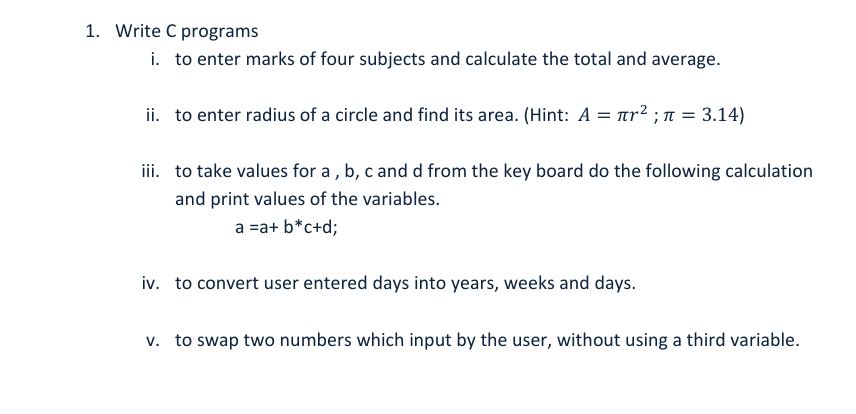 1. Write C programs
i. to enter marks of four subjects and calculate the total and average.
ii. to enter radius of a circle and find its area. (Hint: A = πr² ; π = 3.14)
iii. to take values for a , b, c and d from the key board do the following calculation
and print values of the variables.
a =a+ b*c+d;
iv. to convert user entered days into years, weeks and days.
v. to swap two numbers which input by the user, without using a third variable.